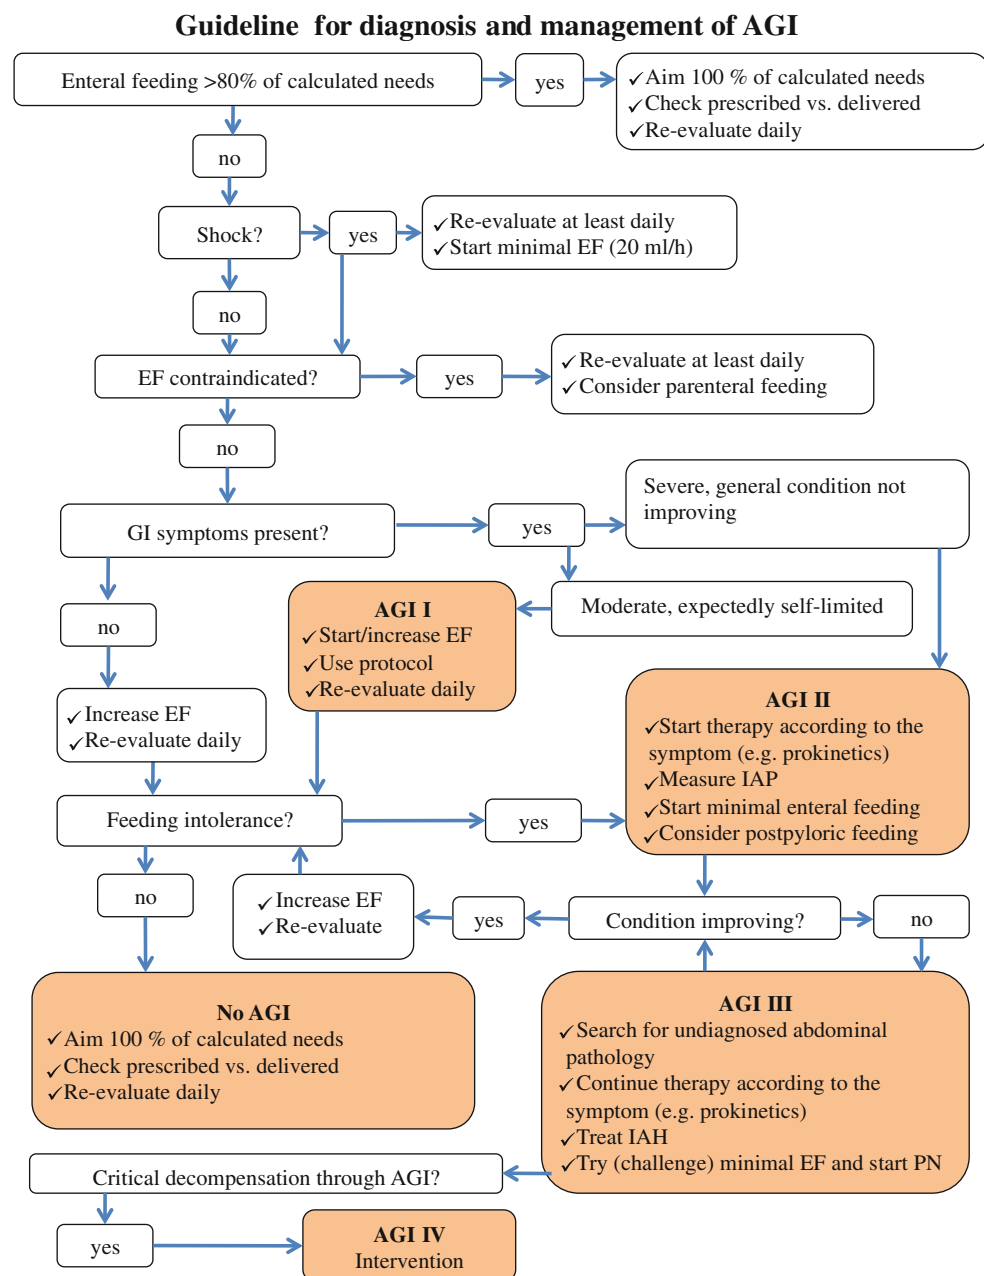 Guideline for diagnosis and management of AGI
Enteral feeding >80% of calculated needs
yes
✓Aim 100 % of calculated needs
✓Check prescribed vs. delivered
✓Re-evaluate daily
no
Shock?
yes
✓Re-evaluate at least daily
✓Start minimal EF (20 ml/h)
no
EF contraindicated?
yes
✓Re-evaluate at least daily
✓Consider parenteral feeding
no
GI symptoms present?
yes
Severe, general condition not
improving
Moderate, expectedly self-limited
no
AGI I
✓Start/increase EF
✓Use protocol
✓Re-evaluate daily
✓Increase EF
✓Re-evaluate daily
AGI II
✓Start therapy according to the
symptom (e.g. prokinetics)
✓Measure IAP
✓Start minimal enteral feeding
✓Consider postpyloric feeding
Feeding intolerance?
yes
no
✓Increase EF
✓Re-evaluate
yes
Condition improving?
no
No AGI
✓Aim 100 % of calculated needs
✓Check prescribed vs. delivered
✓Re-evaluate daily
AGI III
✓Search for undiagnosed abdominal
pathology
✓Continue therapy according to the
symptom (e.g. prokinetics)
✓Treat IAH
✓Try (challenge) minimal EF and start PN
Critical decompensation through AGI?
yes
AGI IV
Intervention